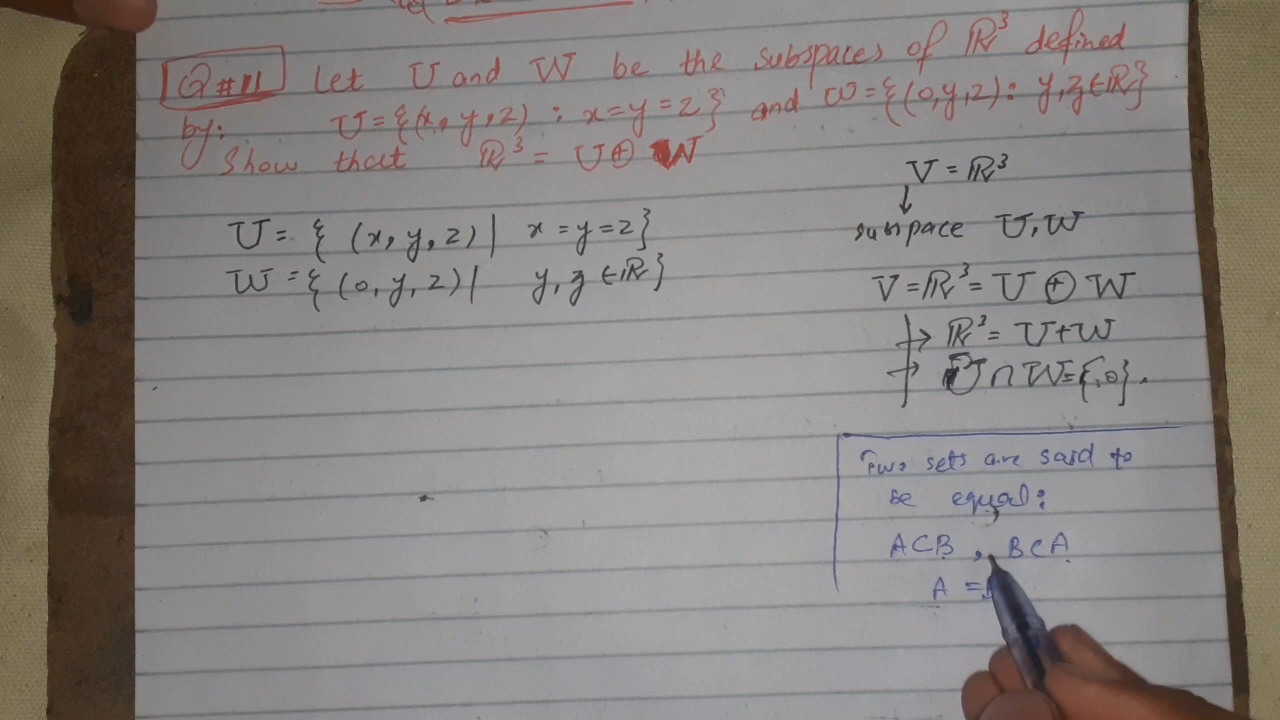 Q#11 Let U and W be the subspaces of ℝ³ defined
by: U={(x,y,z) : x=y=z} and W={(0,y,z): y,z∈ℝ}
Show that ℝ³ = U⊕W
U = { (x, y, z) | x = y = z}
W = { (0, y, z) | y, z ∈ ℝ}
V = ℝ³
↓
subspace U,W
V=ℝ³= U ⊕ W
→ ℝ³ = U+W
→ U∩W={0}.
Two sets are said to
be equal:
A⊂B , B⊂A
A =